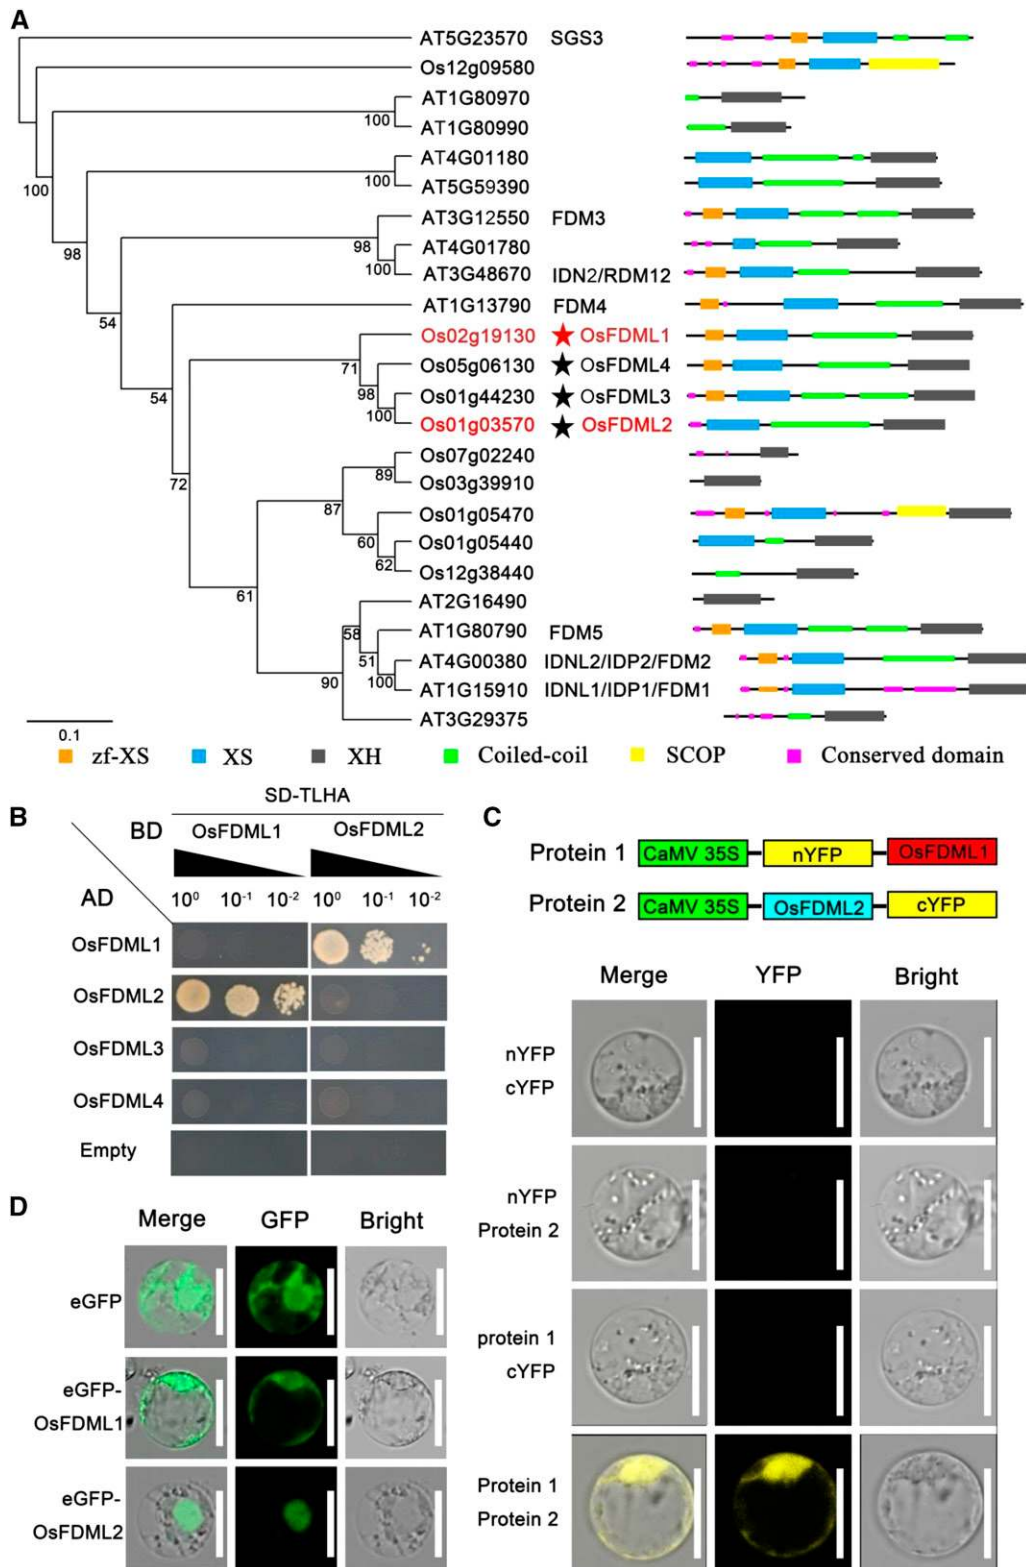 A
AT5G23570 SGS3
Os12g09580
AT1G80970
100
AT1G80990
AT4G01180
100
100
AT5G59390
AT3G12550 FDM3
98
98
AT4G01780
100
AT3G48670 IDN2/RDM12
AT1G13790 FDM4
54
Os02g19130 ★ OsFDML1
71
Os05g06130 ★ OsFDML4
54
98
Os01g44230 ★ OsFDML3
100
Os01g03570 ★ OsFDML2
72
Os07g02240
89
Os03g39910
87
Os01g05470
60
Os01g05440
62
Os12g38440
61
AT2G16490
58
AT1G80790 FDM5
51
AT4G00380 IDNL2/IDP2/FDM2
90
100
AT1G15910 IDNL1/IDP1/FDM1
AT3G29375
0.1
zf-XS XS XH Coiled-coil SCOP Conserved domain
B
SD-TLHA
BD OsFDML1 OsFDML2
AD 10⁰ 10⁻¹ 10⁻² 10⁰ 10⁻¹ 10⁻²
OsFDML1
OsFDML2
OsFDML3
OsFDML4
Empty
C
Protein 1 CaMV 35S nYFP OsFDML1
Protein 2 CaMV 35S OsFDML2 cYFP
Merge YFP Bright
nYFP
cYFP
nYFP
Protein 2
protein 1
cYFP
Protein 1
Protein 2
D
Merge GFP Bright
eGFP
eGFP-
OsFDML1
eGFP-
OsFDML2